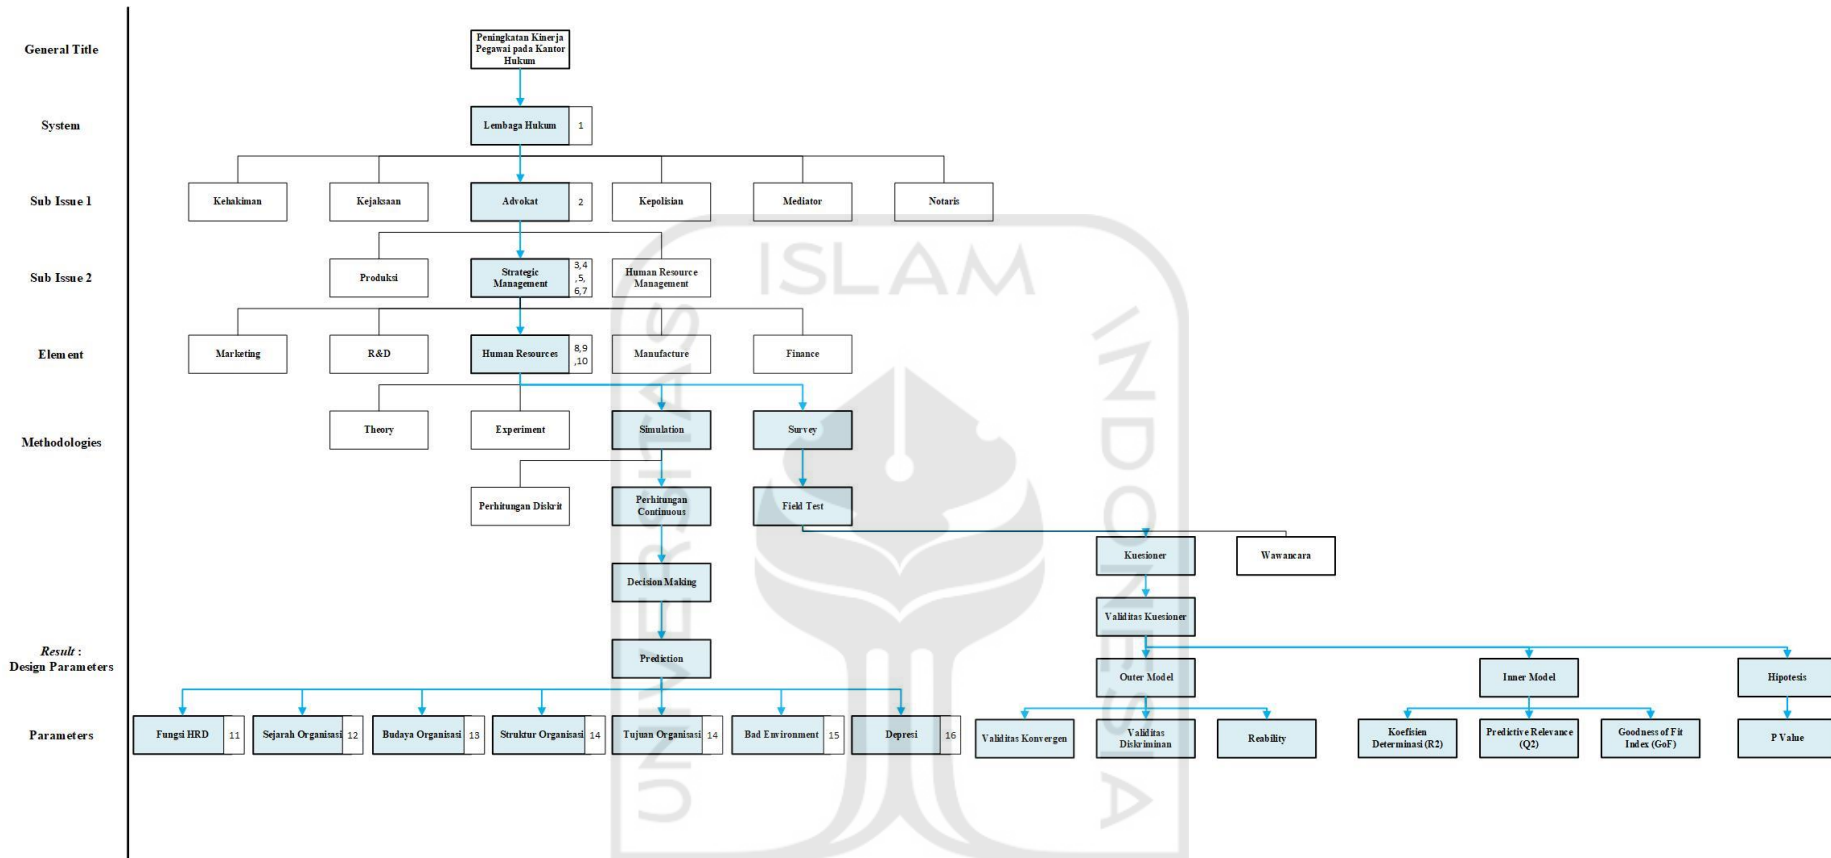 General Title
Peningkatan Kinerja
Pegawai pada Kantor
Hukum
System
Lembaga Hukum
1
Sub Issue 1
Kehakiman
Kejaksaan
Advokat
2
Kepolisian
Mediator
Notaris
Sub Issue 2
Produksi
Strategic
Management
3,4
,5,
6,7
Human Resource
Management
Element
Marketing
R&D
Human Resources
8,9
,10
Manufacture
Finance
Methodologies
Theory
Experiment
Simulation
Survey
Perhitungan Diskrit
Perhitungan
Continuous
Field Test
Kuesioner
Wawancara
Decision Making
Validitas Kuesioner
Result :
Design Parameters
Prediction
Outer Model
Inner Model
Hipotesis
Parameters
Fungsi HRD
11
Sejarah Organisasi
12
Budaya Organisasi
13
Struktur Organisasi
14
Tujuan Organisasi
14
Bad Environment
15
Depresi
16
Validitas Konvergen
Validitas
Diskriminan
Reability
Koefisien
Determinasi (R2)
Predictive Relevance
(Q2)
Goodness of Fit
Index (GoF)
P Value
UNIVERSITAS
ISLAM
INDONESIA